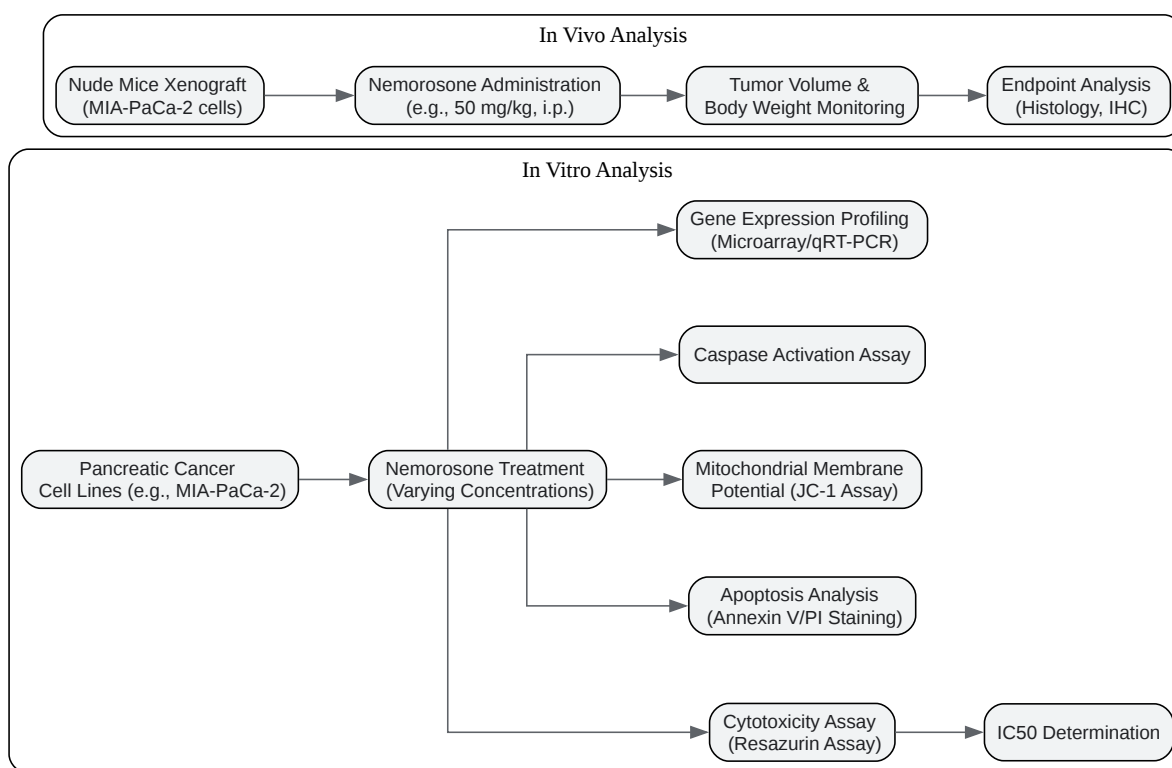 In Vivo Analysis
Nude Mice Xenograft
(MIA-PaCa-2 cells)
Nemorosone Administration
(e.g., 50 mg/kg, i.p.)
Tumor Volume &
Body Weight Monitoring
Endpoint Analysis
(Histology, IHC)
In Vitro Analysis
Gene Expression Profiling
(Microarray/qRT-PCR)
Caspase Activation Assay
Pancreatic Cancer
Cell Lines (e.g., MIA-PaCa-2)
Nemorosone Treatment
(Varying Concentrations)
Mitochondrial Membrane
Potential (JC-1 Assay)
Apoptosis Analysis
(Annexin V/PI Staining)
Cytotoxicity Assay
(Resazurin Assay)
IC50 Determination